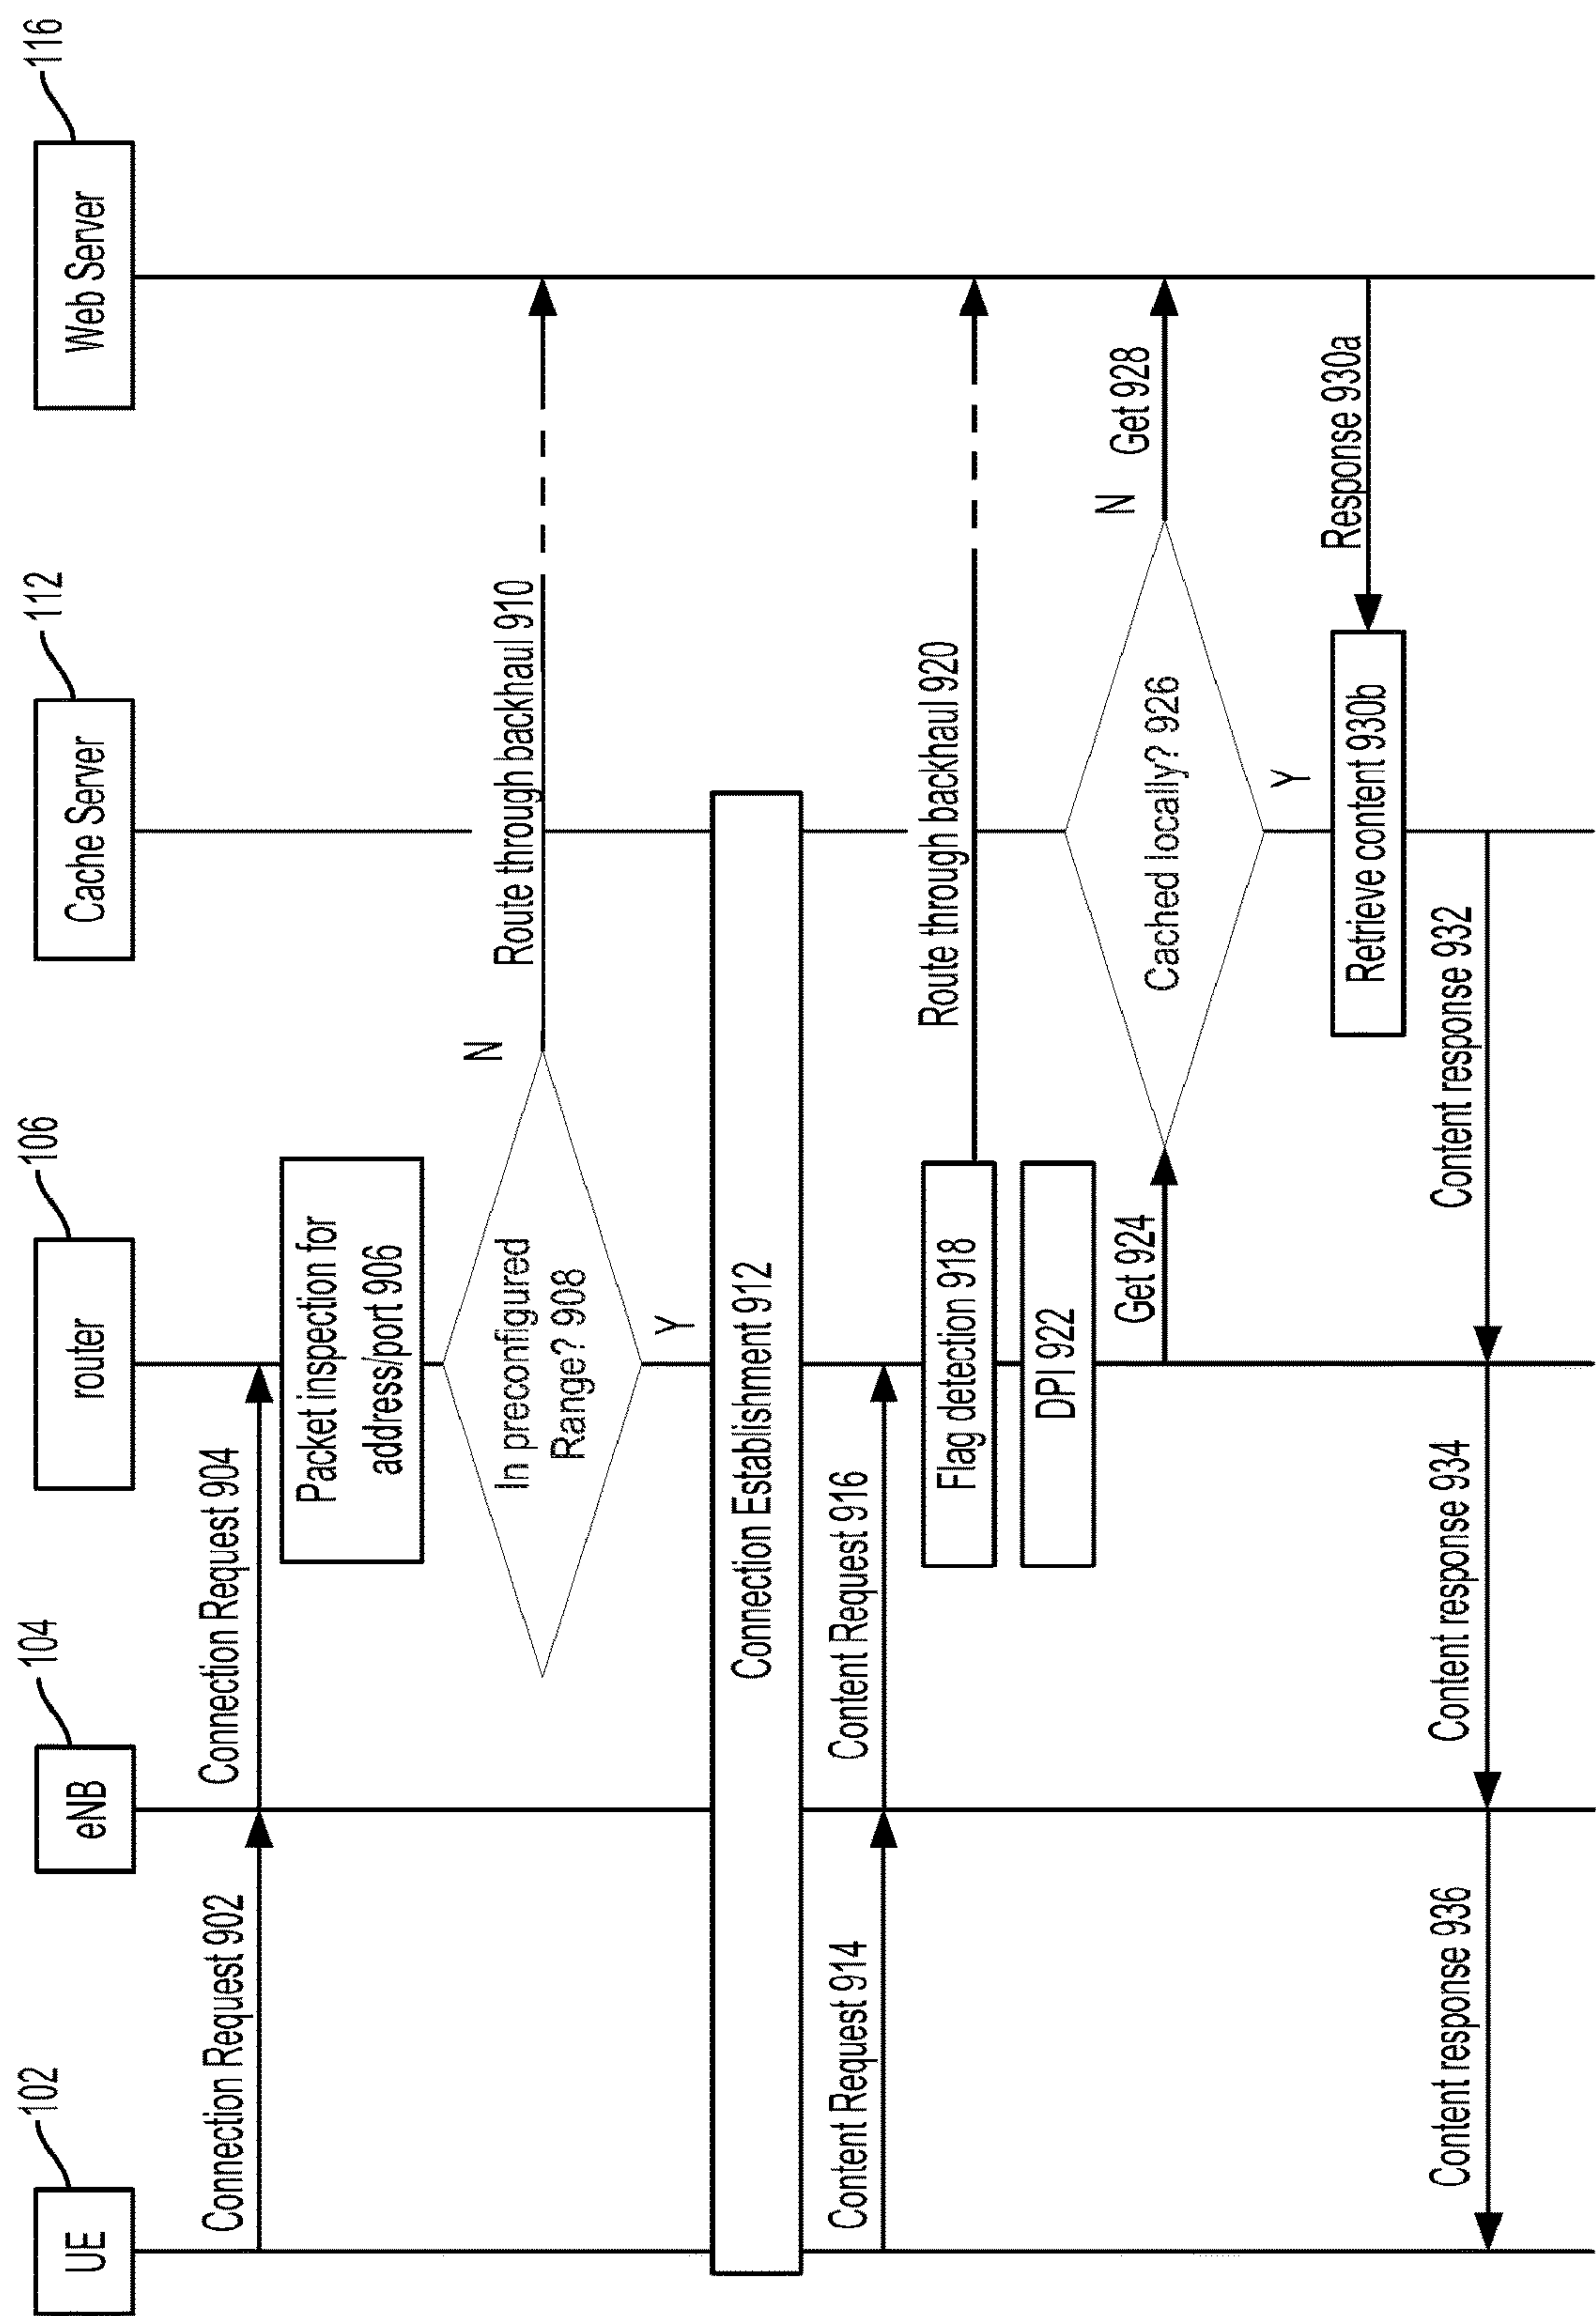 UE
102
eNB
104
router
106
Cache Server
112
Web Server
116
Connection Request 902
Connection Request 904
Packet inspection for
address/port 906
In preconfigured
Range? 908
N
Route through backhaul 910
Y
Connection Establishment 912
Content Request 914
Content Request 916
Flag detection 918
Route through backhaul 920
DPI 922
Get 924
Cached locally? 926
N
Get 928
Y
Response 930a
Retrieve content 930b
Content response 932
Content response 934
Content response 936